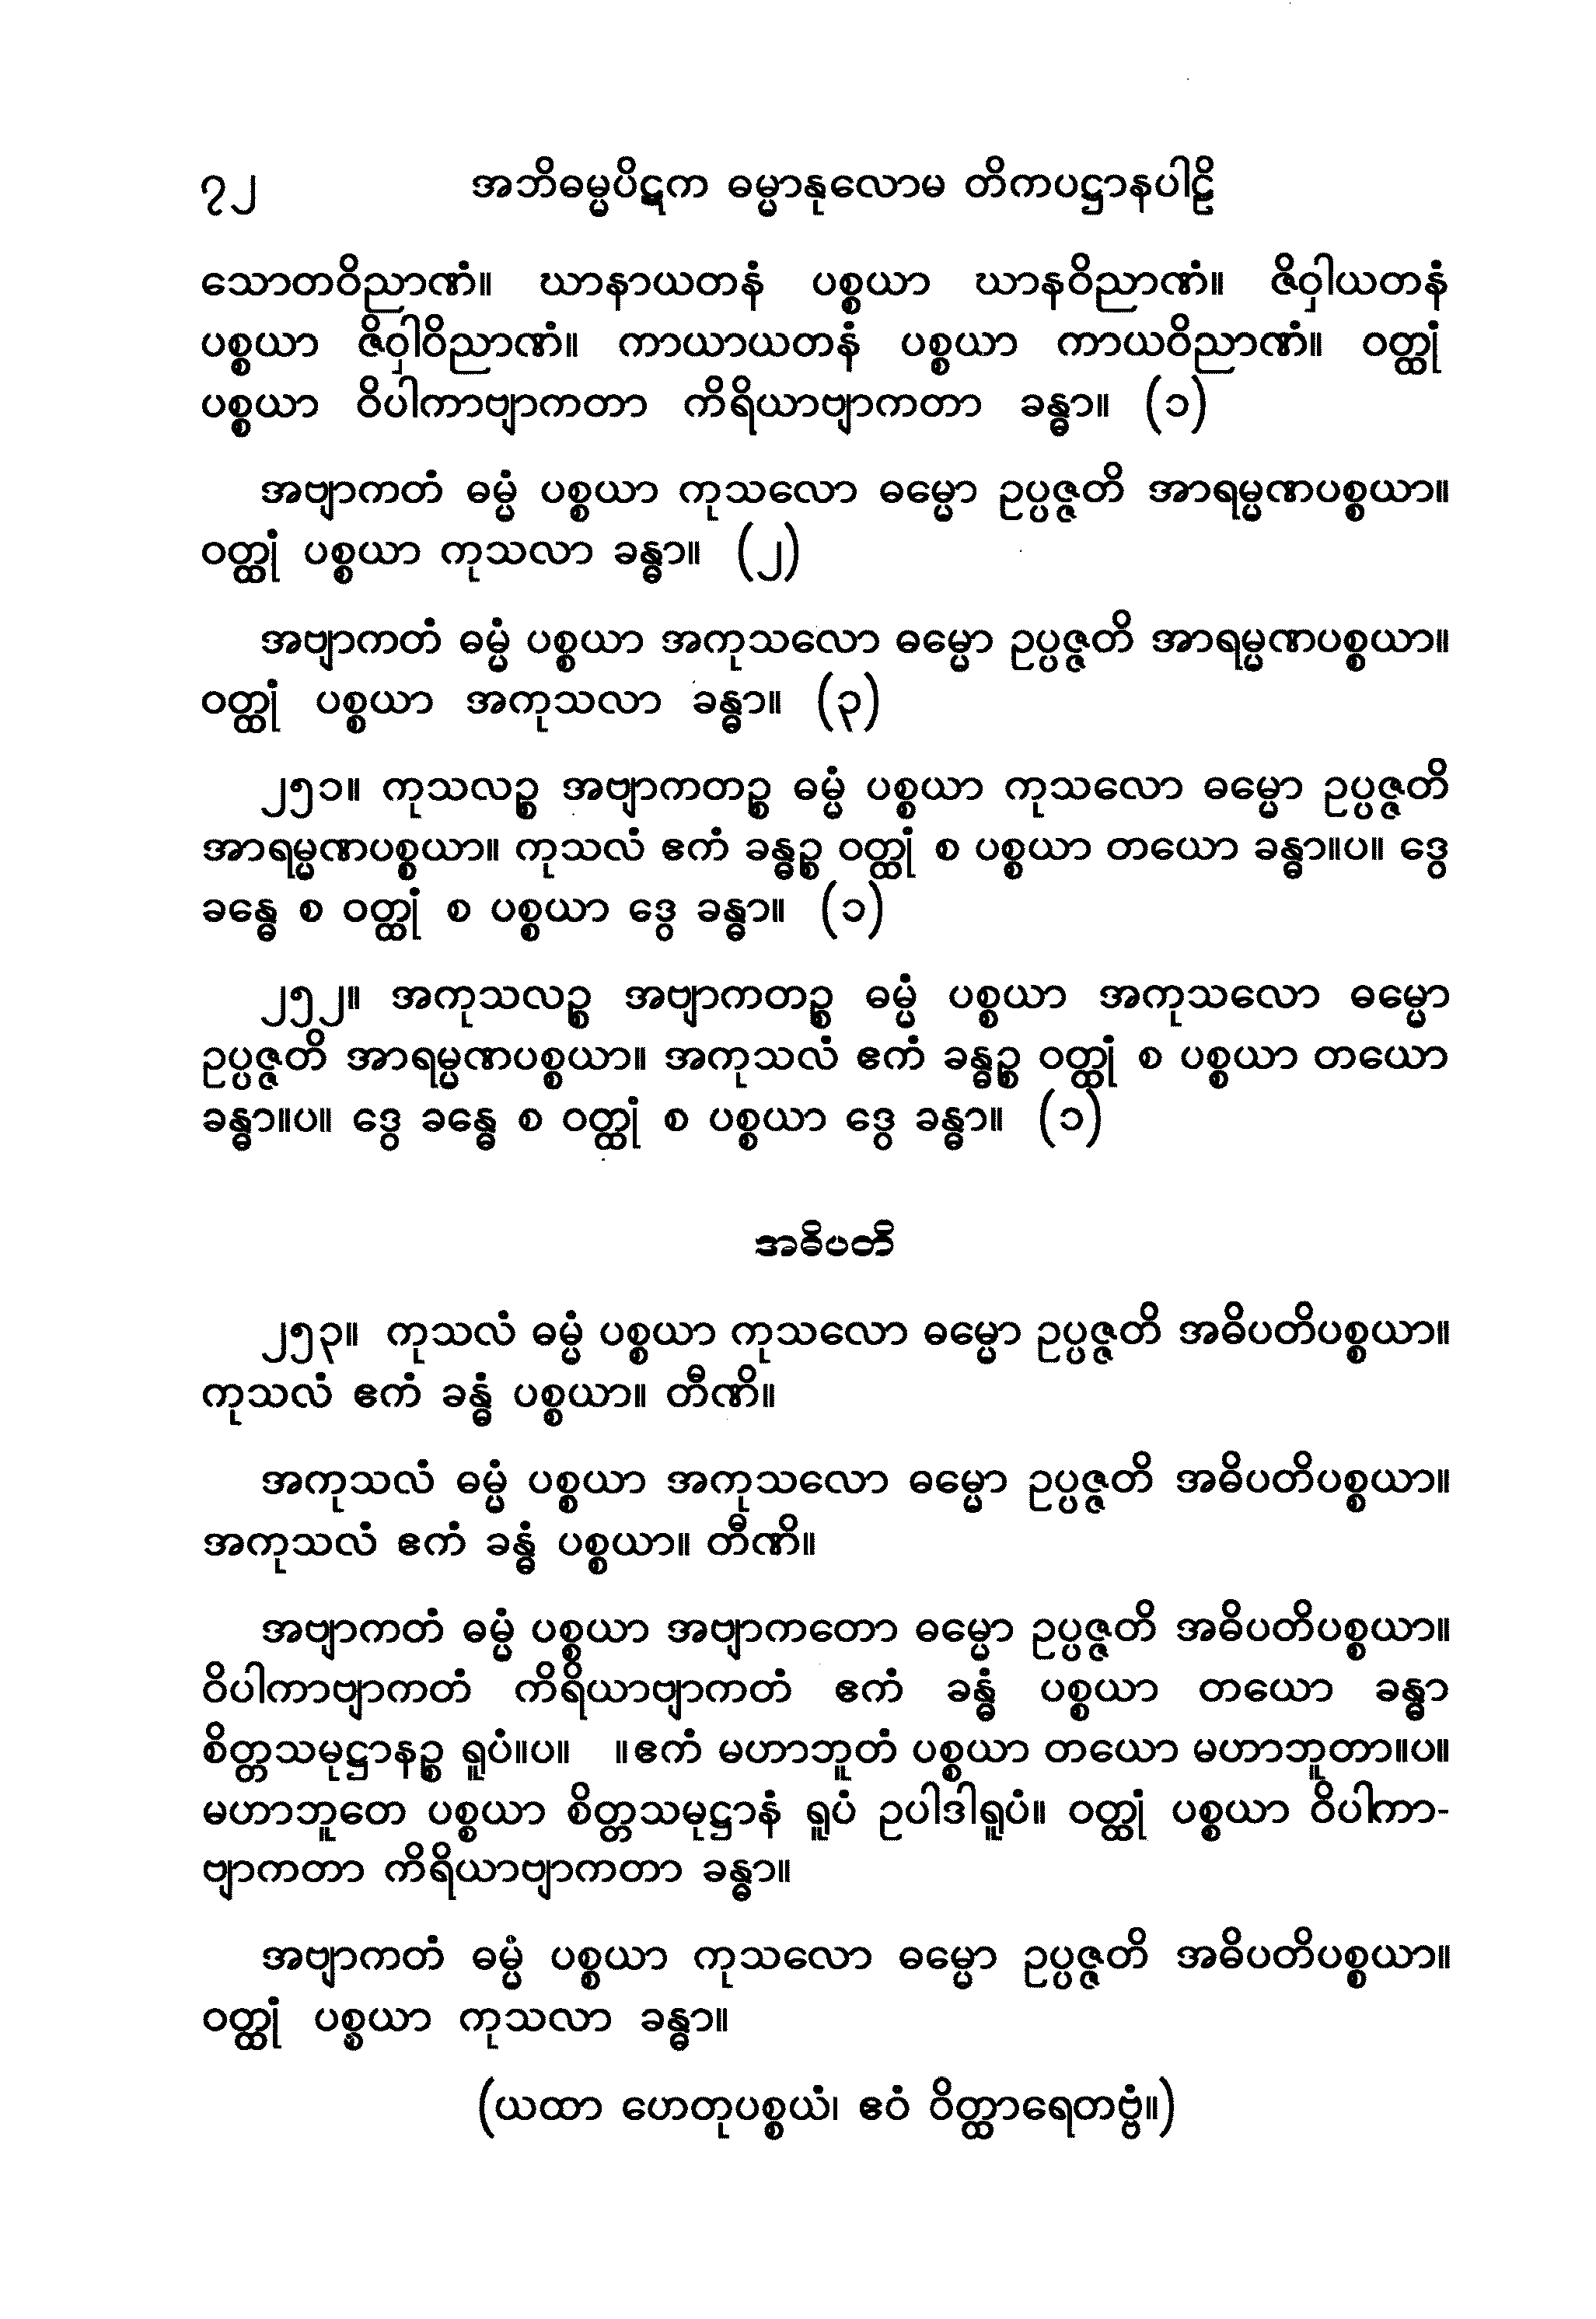 ၇၂ အဘိဓမ္မပိဋက ဓမ္မာနုလောမ တိကပဋ္ဌာနပါဠိ
သောတဝိညာဏံ။ ဃာနာယတနံ ပစ္စယာ ဃာနဝိညာဏံ။ ဇိဝှါယတနံ
ပစ္စယာ ဇိဝှါဝိညာဏံ။ ကာယာယတနံ ပစ္စယာ ကာယဝိညာဏံ။ ဝတ္ထုံ
ပစ္စယာ ဝိပါကာဗျာကတာ ကိရိယာဗျာကတာ ခန္ဓာ။ (၁)
အဗျာကတံ ဓမ္မံ ပစ္စယာ ကုသလော ဓမ္မော ဥပ္ပဇ္ဇတိ အာရမ္မဏပစ္စယာ။
ဝတ္ထုံ ပစ္စယာ ကုသလာ ခန္ဓာ။ (၂)
အဗျာကတံ ဓမ္မံ ပစ္စယာ အကုသလော ဓမ္မော ဥပ္ပဇ္ဇတိ အာရမ္မဏပစ္စယာ။
ဝတ္ထုံ ပစ္စယာ အကုသလာ ခန္ဓာ။ (၃)
၂၅၁။ ကုသလဉ္စ အဗျာကတဉ္စ ဓမ္မံ ပစ္စယာ ကုသလော ဓမ္မော ဥပ္ပဇ္ဇတိ
အာရမ္မဏပစ္စယာ။ ကုသလံ ဧကံ ခန္ဓဉ္စ ဝတ္ထုံ စ ပစ္စယာ တယော ခန္ဓာ။ပ။ ဒွေ
ခန္ဓေ စ ဝတ္ထုံ စ ပစ္စယာ ဒွေ ခန္ဓာ။ (၁)
၂၅၂။ အကုသလဉ္စ အဗျာကတဉ္စ ဓမ္မံ ပစ္စယာ အကုသလော ဓမ္မော
ဥပ္ပဇ္ဇတိ အာရမ္မဏပစ္စယာ။ အကုသလံ ဧကံ ခန္ဓဉ္စ ဝတ္ထုံ စ ပစ္စယာ တယော
ခန္ဓာ။ပ။ ဒွေ ခန္ဓေ စ ဝတ္ထုံ စ ပစ္စယာ ဒွေ ခန္ဓာ။ (၁)
အဓိပတိ
၂၅၃။ ကုသလံ ဓမ္မံ ပစ္စယာ ကုသလော ဓမ္မော ဥပ္ပဇ္ဇတိ အဓိပတိပစ္စယာ။
ကုသလံ ဧကံ ခန္ဓံ ပစ္စယာ။ တီဏိ။
အကုသလံ ဓမ္မံ ပစ္စယာ အကုသလော ဓမ္မော ဥပ္ပဇ္ဇတိ အဓိပတိပစ္စယာ။
အကုသလံ ဧကံ ခန္ဓံ ပစ္စယာ။ တီဏိ။
အဗျာကတံ ဓမ္မံ ပစ္စယာ အဗျာကတော ဓမ္မော ဥပ္ပဇ္ဇတိ အဓိပတိပစ္စယာ။
ဝိပါကာဗျာကတံ ကိရိယာဗျာကတံ ဧကံ ခန္ဓံ ပစ္စယာ တယော ခန္ဓာ
စိတ္တသမုဋ္ဌာနဉ္စ ရူပံ။ပ။ ။ဧကံ မဟာဘူတံ ပစ္စယာ တယော မဟာဘူတာ။ပ။
မဟာဘူတေ ပစ္စယာ စိတ္တသမုဋ္ဌာနံ ရူပံ ဥပါဒါရူပံ။ ဝတ္ထုံ ပစ္စယာ ဝိပါကာ-
ဗျာကတာ ကိရိယာဗျာကတာ ခန္ဓာ။
အဗျာကတံ ဓမ္မံ ပစ္စယာ ကုသလော ဓမ္မော ဥပ္ပဇ္ဇတိ အဓိပတိပစ္စယာ။
ဝတ္ထုံ ပစ္စယာ ကုသလာ ခန္ဓာ။
(ယထာ ဟေတုပစ္စယံ၊ ဧဝံ ဝိတ္ထာရေတဗ္ဗံ။)